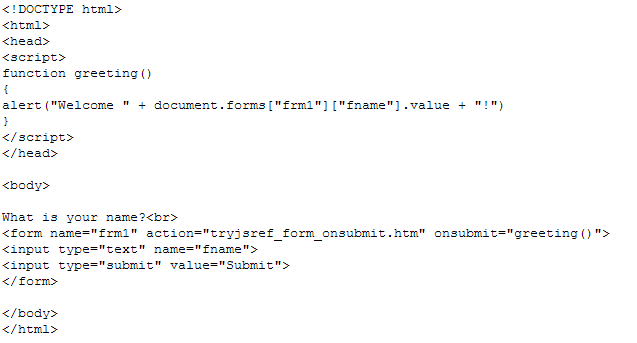 <!DOCTYPE html>
<html>
<head>
<script>
function greeting()
{
alert("Welcome " + document.forms["frm1"]["fname"].value + "!")
}
</script>
</head>
<body>
What is your name?<br>
<form name="frm1" action="tryjsref_form_onsubmit.htm" onsubmit="greeting()">
<input type="text" name="fname">
<input type="submit" value="Submit">
</form>
</body>
</html>